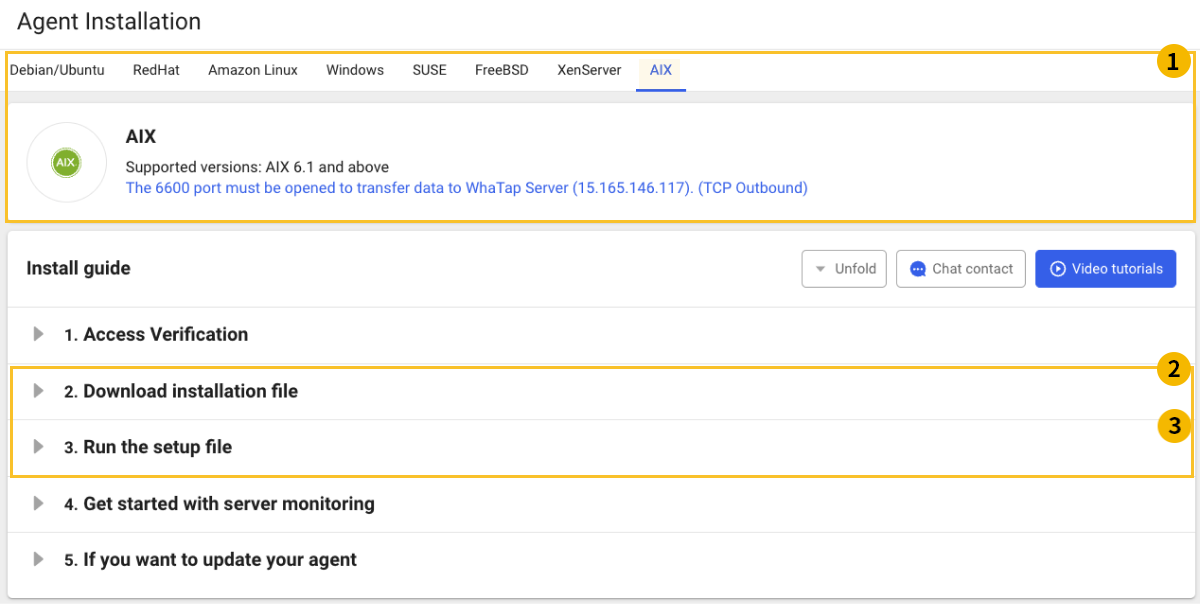 Agent Installation
Debian/Ubuntu RedHat Amazon Linux Windows SUSE FreeBSD XenServer AIX
1
AIX
AIX
Supported versions: AIX 6.1 and above
The 6600 port must be opened to transfer data to WhaTap Server (15.165.146.117). (TCP Outbound)
Install guide
Unfold Chat contact Video tutorials
1. Access Verification
2
2. Download installation file
3
3. Run the setup file
4. Get started with server monitoring
5. If you want to update your agent